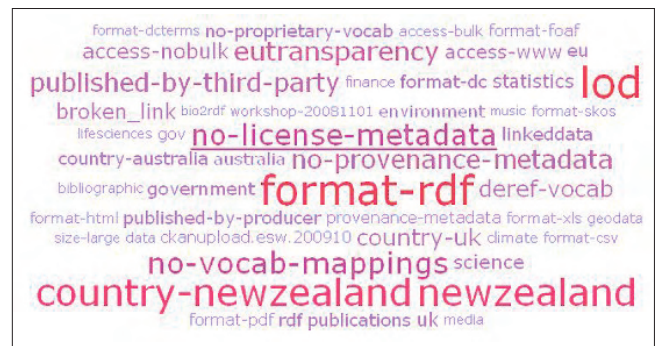 format-dcterms no-proprietary-vocab access-bulk format-foaf
access-nobulk eutransparency access-www eu
published-by-third-party finance format-dc statistics lod
broken_link bio2rdf workshop-20081101 environment music format-skos
lifesciences gov no-license-metadata linkeddata
country-australia australia no-provenance-metadata
bibliographic government format-rdf deref-vocab
format-html published-by-producer provenance-metadata format-xls geodata
size-large data ckanupload.esw.200910 country-uk climate format-csv
no-vocab-mappings science
country-newzealand newzealand
format-pdf rdf publications uk media